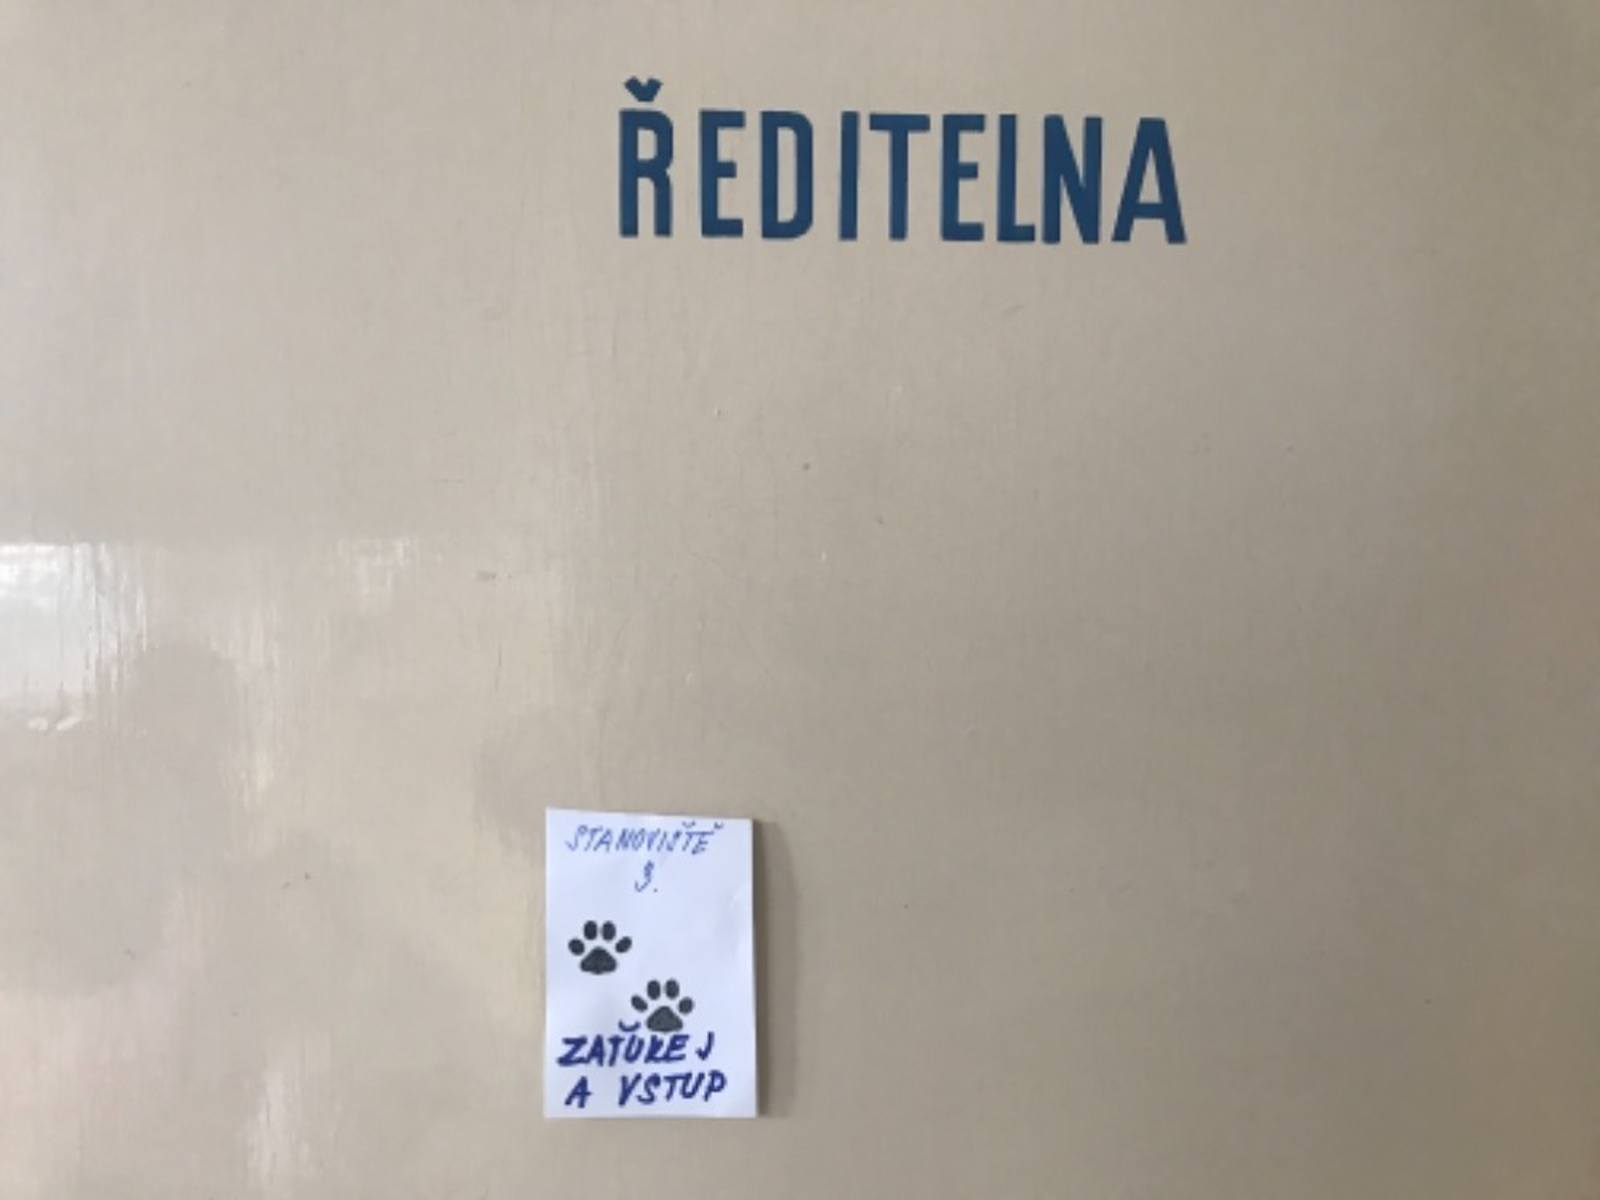 ŘEDITELNA
STANOVIŠTĚ
3.
ZAŤUKEJ
A VSTUP